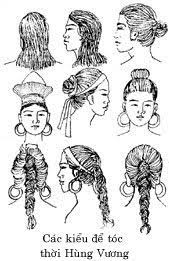 Các kiểu để tóc
thời Hùng Vương